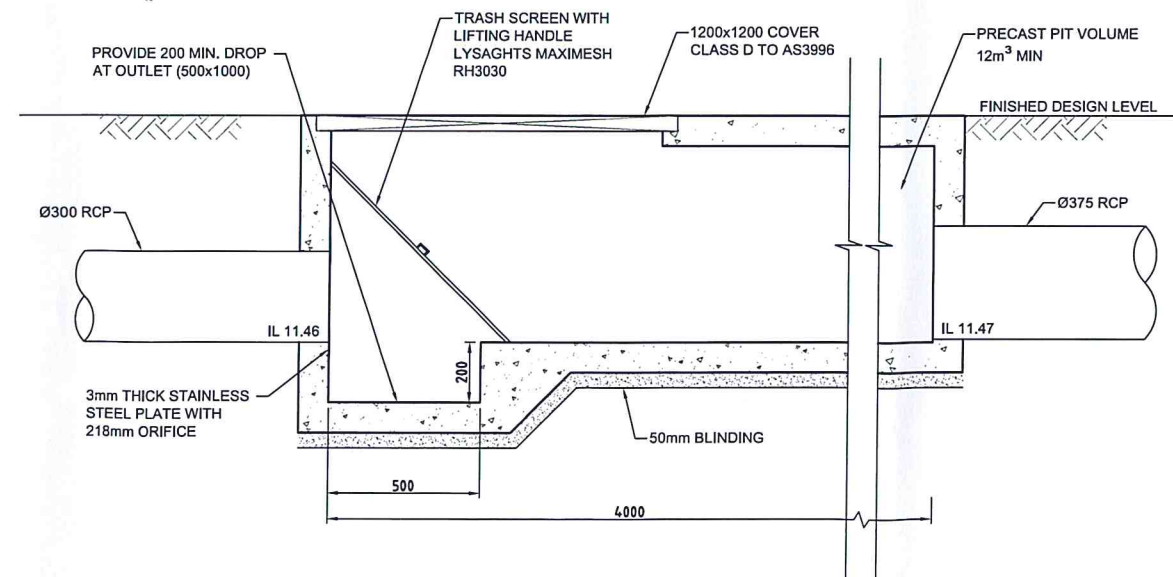 TRASH SCREEN WITH
LIFTING HANDLE
LYSAGHTS MAXIMESH
RH3030
PROVIDE 200 MIN. DROP
AT OUTLET (500x1000)
1200x1200 COVER
CLASS D TO AS3996
PRECAST PIT VOLUME
12m³ MIN
FINISHED DESIGN LEVEL
Ø300 RCP
Ø375 RCP
IL 11.46
IL 11.47
200
3mm THICK STAINLESS
STEEL PLATE WITH
218mm ORIFICE
50mm BLINDING
500
4000